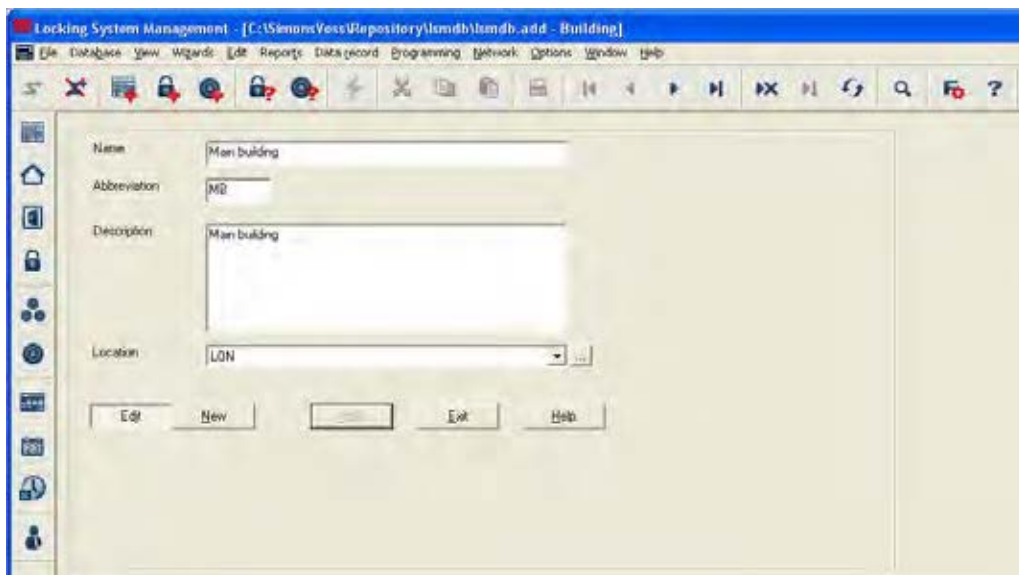 Locking System Management - [C:\SimonsVoss\Repository\lsmdb\lsmdb.add - Building]
File Database View Wizards Edit Reports Data record Programming Network Options Window Help
Name Main building
Abbreviation MB
Description Main building
Location LON ...
Edit New Exit Help